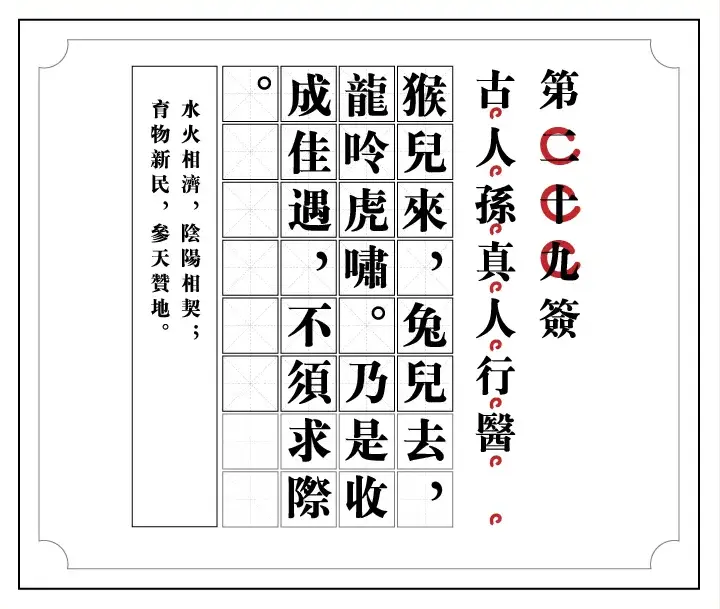 第二十九簽
古人孫真人行醫
猴兒來，兔兒去，
龍吟虎嘯。乃是收
成佳遇，不須求際
。
水火相濟，陰陽相契；
育物新民，參天贊地。